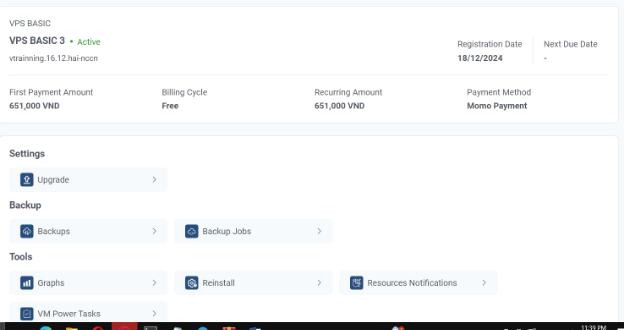 VPS BASIC
VPS BASIC 3 • Active
vtrainning.16.12.hai-nccn
Registration Date
18/12/2024
Next Due Date
-
First Payment Amount
651,000 VND
Billing Cycle
Free
Recurring Amount
651,000 VND
Payment Method
Momo Payment
Settings
Upgrade
Backup
Backups
Backup Jobs
Tools
Graphs
Reinstall
Resources Notifications
VM Power Tasks
11:39 PM